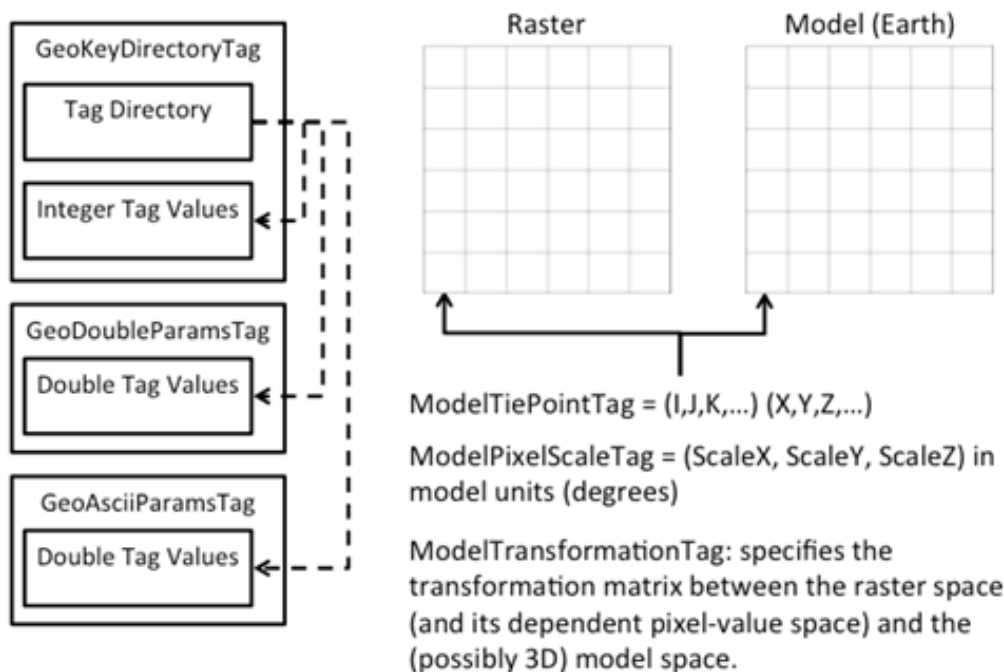 GeoKeyDirectoryTag
Tag Directory
Integer Tag Values
GeoDoubleParamsTag
Double Tag Values
GeoAsciiParamsTag
Double Tag Values
Raster
Model (Earth)
ModelTiePointTag = (I,J,K,...) (X,Y,Z,...)
ModelPixelScaleTag = (ScaleX, ScaleY, ScaleZ) in
model units (degrees)
ModelTransformationTag: specifies the
transformation matrix between the raster space
(and its dependent pixel-value space) and the
(possibly 3D) model space.